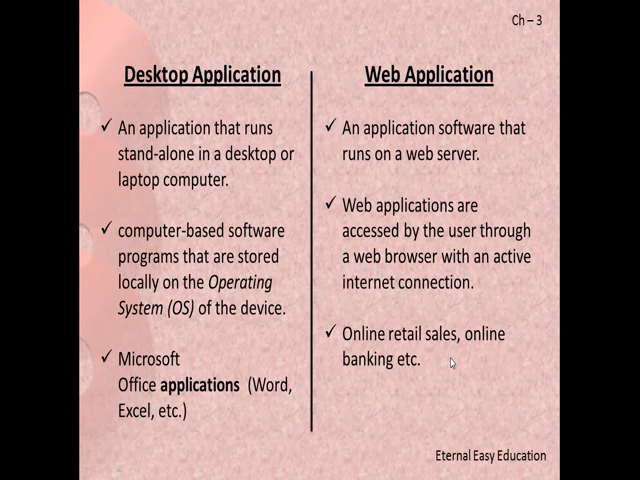 Ch – 3
Desktop Application
✓ An application that runs
stand-alone in a desktop or
laptop computer.
✓ computer-based software
programs that are stored
locally on the Operating
System (OS) of the device.
✓ Microsoft
Office applications (Word,
Excel, etc.)
Web Application
✓ An application software that
runs on a web server.
✓ Web applications are
accessed by the user through
a web browser with an active
internet connection.
✓ Online retail sales, online
banking etc.
Eternal Easy Education